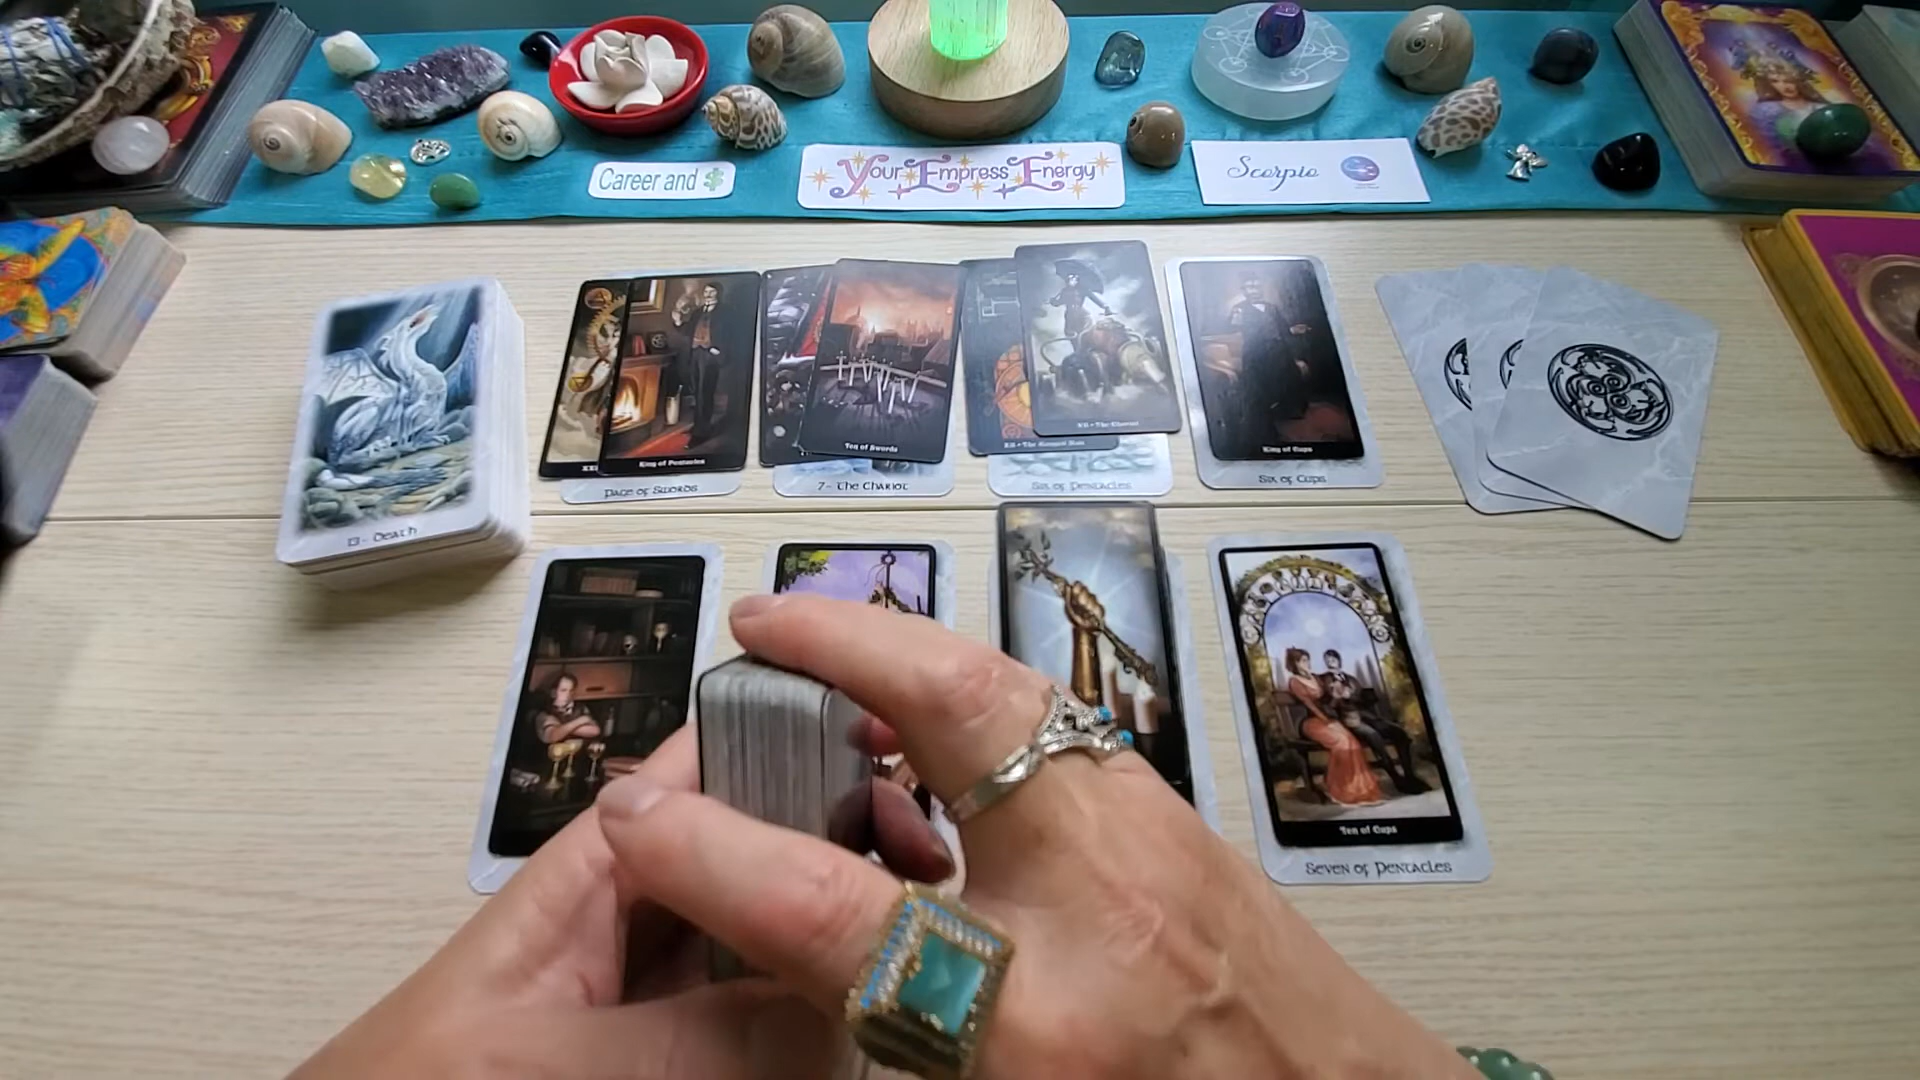 Career and $
Your Empress Energy
Scorpio
13 - Death
XXI
King of Pentacles
Ten of Swords
XII • The Hanged Man
VII • The Chariot
King of Cups
Page of Swords
7 - The Chariot
Six of Pentacles
Six of Cups
Ten of Cups
Seven of Pentacles